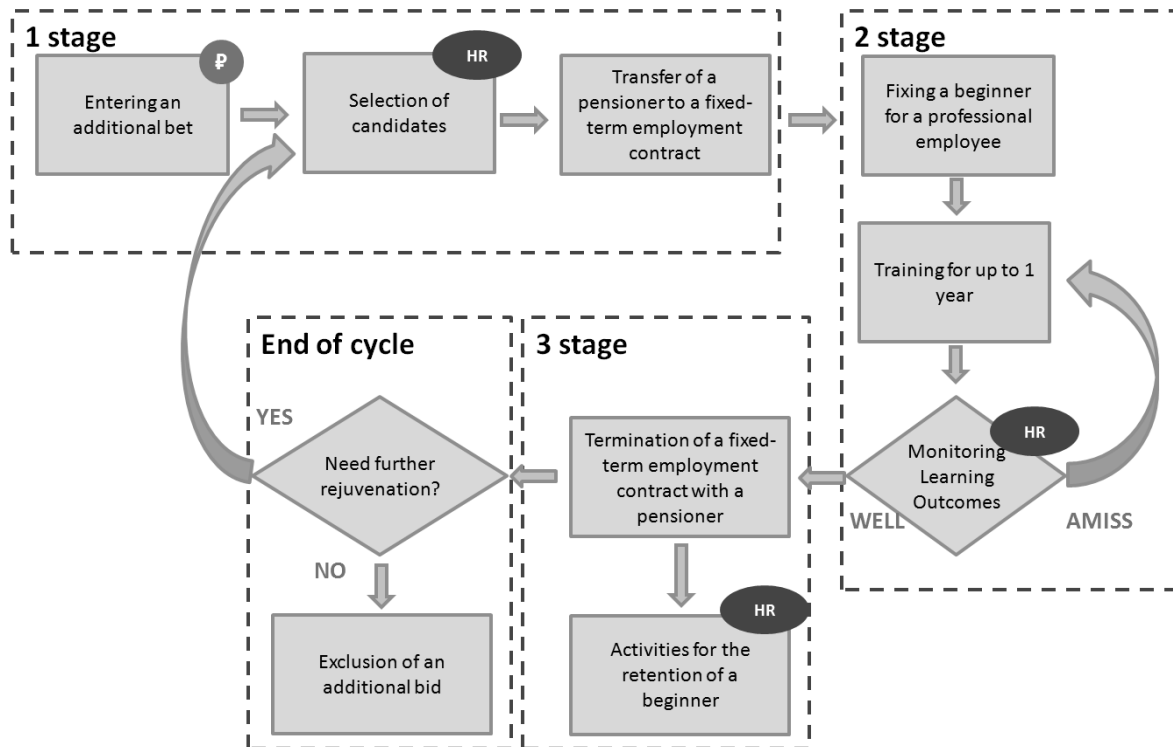 1 stage
₽
Entering an
additional bet
HR
Selection of
candidates
Transfer of a
pensioner to a fixed-
term employment
contract
2 stage
Fixing a beginner
for a professional
employee
Training for up to 1
year
HR
Monitoring
Learning
Outcomes
WELL
AMISS
3 stage
Termination of a fixed-
term employment
contract with a
pensioner
HR
Activities for the
retention of a
beginner
End of cycle
YES
Need further
rejuvenation?
NO
Exclusion of an
additional bid